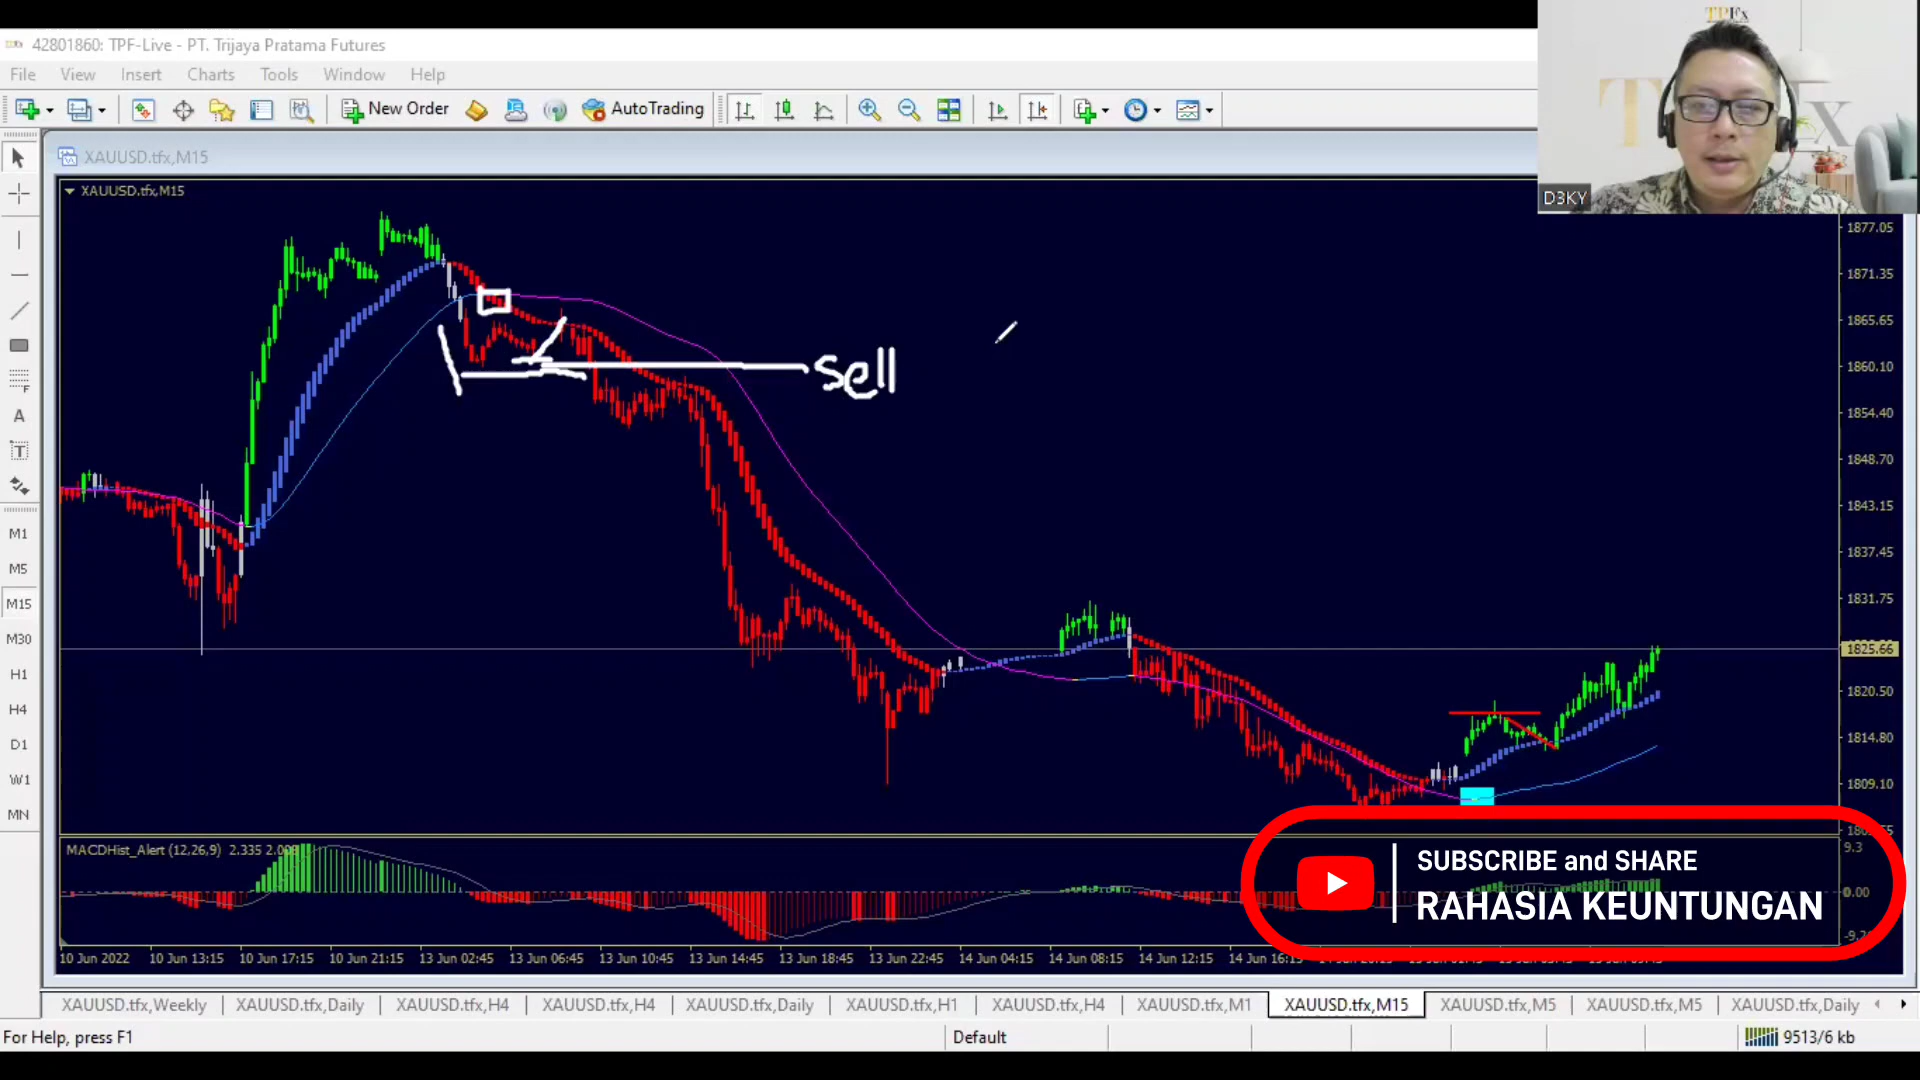 42801860: TPF-Live - PT. Trijaya Pratama Futures
TPFx
File View Insert Charts Tools Window Help
New Order AutoTrading
D3KY
XAUUSD.tfx,M15
XAUUSD.tfx,M15
1877.05
1871.35
1865.65
1860.10
1854.40
1848.70
1843.15
1837.45
1831.75
1825.66
1820.50
1814.80
1809.10
sell
F
A
T
M1
M5
M15
M30
H1
H4
D1
W1
MN
MACDHist_Alert (12,26,9) 2.335
9.3
0.00
SUBSCRIBE and SHARE
RAHASIA KEUNTUNGAN
10 Jun 2022 10 Jun 13:15 10 Jun 17:15 10 Jun 21:15 13 Jun 02:45 13 Jun 06:45 13 Jun 10:45 13 Jun 14:45 13 Jun 18:45 13 Jun 22:45 14 Jun 04:15 14 Jun 08:15 14 Jun 12:15 14 Jun 16:15
XAUUSD.tfx,Weekly XAUUSD.tfx,Daily XAUUSD.tfx,H4 XAUUSD.tfx,H4 XAUUSD.tfx,Daily XAUUSD.tfx,H1 XAUUSD.tfx,H4 XAUUSD.tfx,M1 XAUUSD.tfx,M15 XAUUSD.tfx,M5 XAUUSD.tfx,M5 XAUUSD.tfx,Daily
For Help, press F1 Default 9513/6 kb